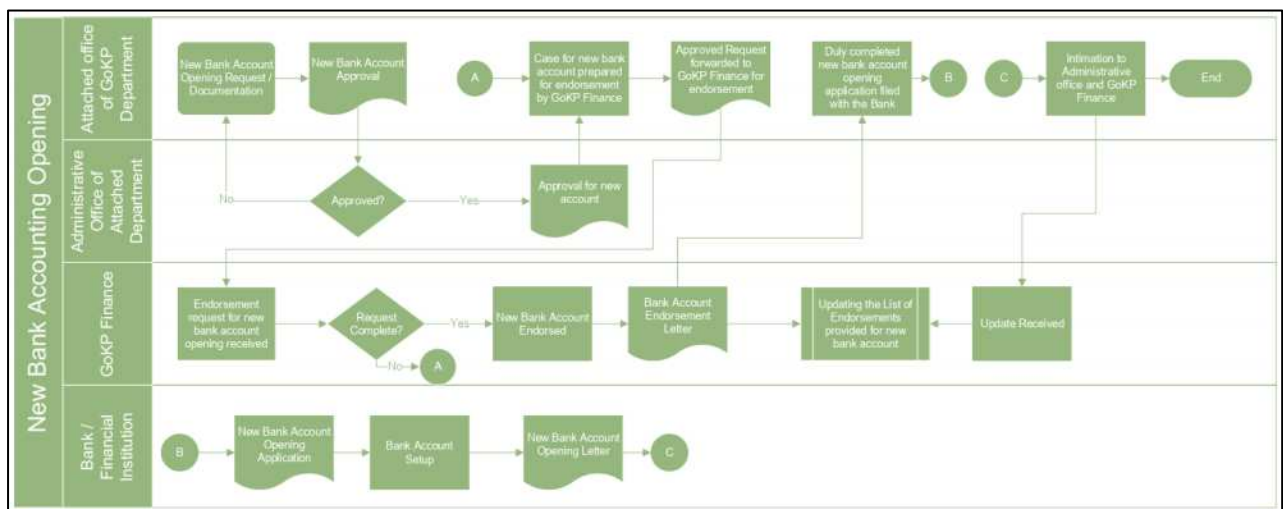 New Bank Accounting Opening
Attached office
of GoKP
Department
New Bank Account
Opening Request /
Documentation
New Bank Account
Approval
A
Case for new bank
account prepared
for endorsement
by GoKP Finance
Approved Request
forwarded to
GoKP Finance for
endorsement
Duly completed
new bank account
opening
application filed
with the Bank
B
C
Intimation to
Administrative
office and GoKP
Finance
End
Administrative
Office of
Attached
Department
No
Approved?
Yes
Approval for new
account
GoKP Finance
Endorsement
request for new
bank account
opening received
Request
Complete?
Yes
No
A
New Bank Account
Endorsed
Bank Account
Endorsement
Letter
Updating the List of
Endorsements
provided for new
bank account
Update Received
Bank /
Financial
Institution
B
New Bank Account
Opening
Application
Bank Account
Setup
New Bank Account
Opening Letter
C